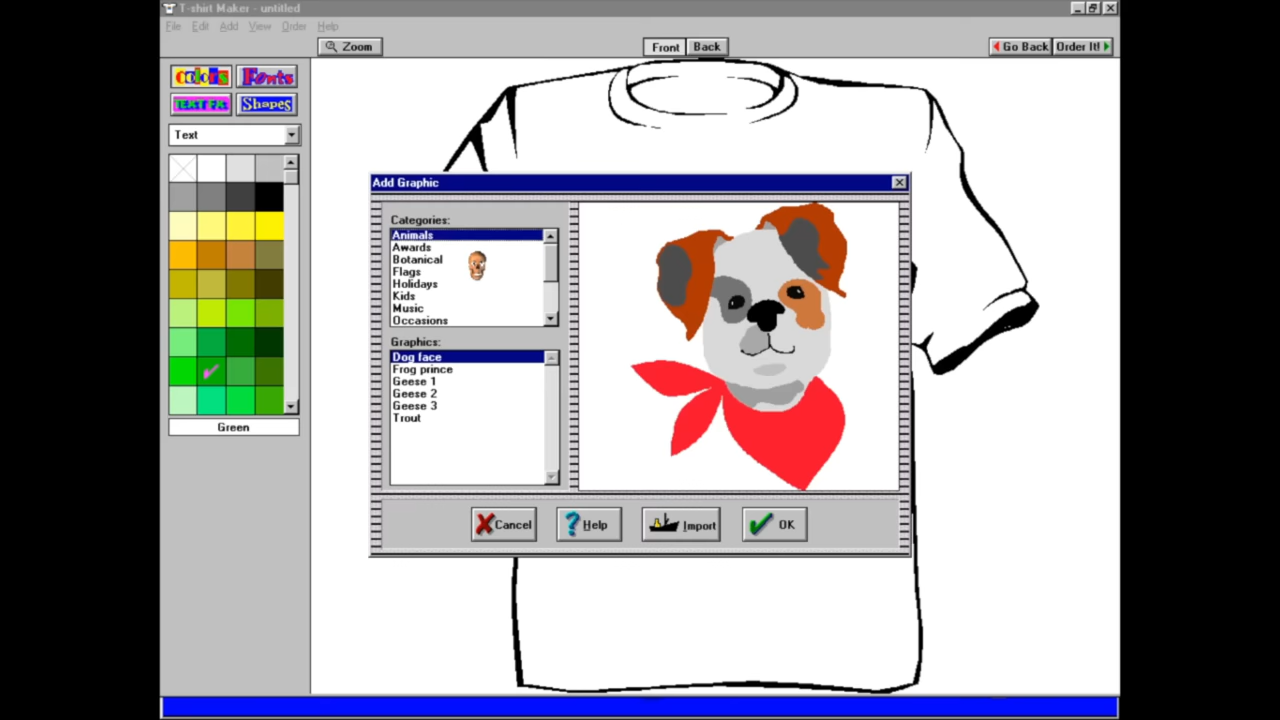 T-shirt Maker - untitled
File Edit Add View Order Help
Zoom Front Back Go Back Order It!
Colors Fonts
TEXT FX Shapes
Text
Green
Add Graphic
Categories:
Animals
Awards
Botanical
Flags
Holidays
Kids
Music
Occasions
Graphics:
Dog face
Frog prince
Geese 1
Geese 2
Geese 3
Trout
Cancel Help Import OK